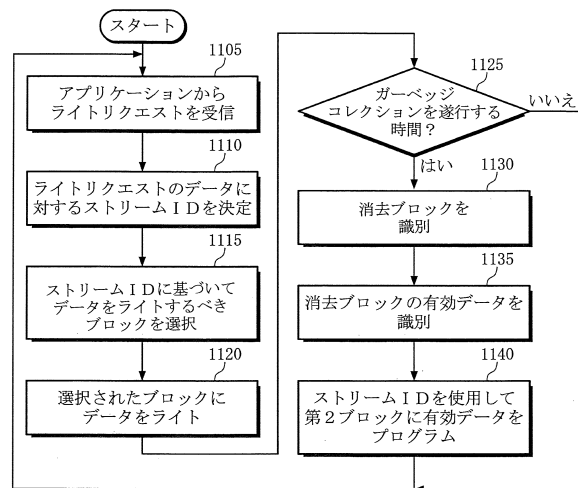 スタート
1105
アプリケーションから
ライトリクエストを受信
1110
ライトリクエストのデータに
対するストリームIDを決定
1115
ストリームIDに基づいて
データをライトするべき
ブロックを選択
1120
選択されたブロックに
データをライト
1125
ガーベッジ
コレクションを遂行する
時間？
いいえ
はい
1130
消去ブロックを
識別
1135
消去ブロックの有効データを
識別
1140
ストリームIDを使用して
第2ブロックに有効データを
プログラム